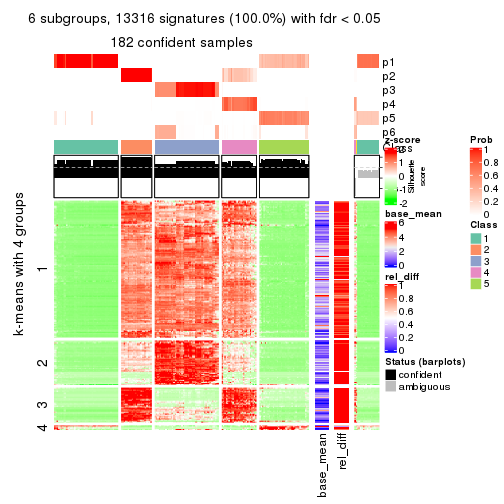 6 subgroups, 13316 signatures (100.0%) with fdr < 0.05
182 confident samples
p1
p2
p3
p4
p5
p6
Class
Silhouette
score
k-means with 4 groups
1
2
3
4
base_mean
rel_diff
z-score
2
1
0
-1
-2
base_mean
6
4
2
0
rel_diff
1
0.8
0.6
0.4
0.2
0
Status (barplots)
confident
ambiguous
Prob
1
0.8
0.6
0.4
0.2
0
Class
1
2
3
4
5